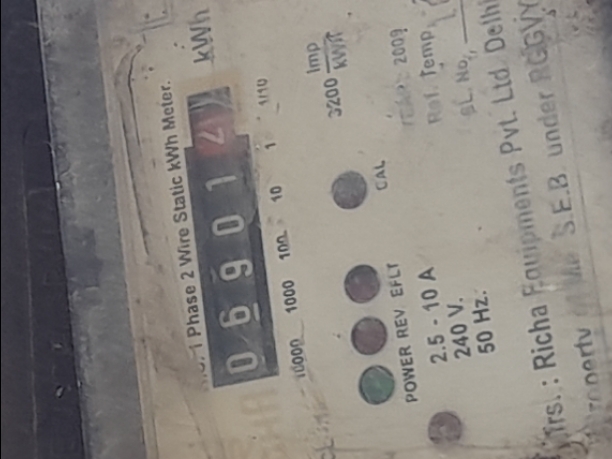 1 Phase 2 Wire Static kWh Meter.
0 6 9 0 1 2 kWh
10000 1000 100 10 1 1/10
3200 Imp/kWh
CAL
POWER REV EFLT
2.5 - 10 A
240 V.
50 Hz.
2009
Ref. Temp.
SL. No.
Mfrs. : Richa Equipments Pvt. Ltd. Delhi
Property S.E.B. under RGGVY